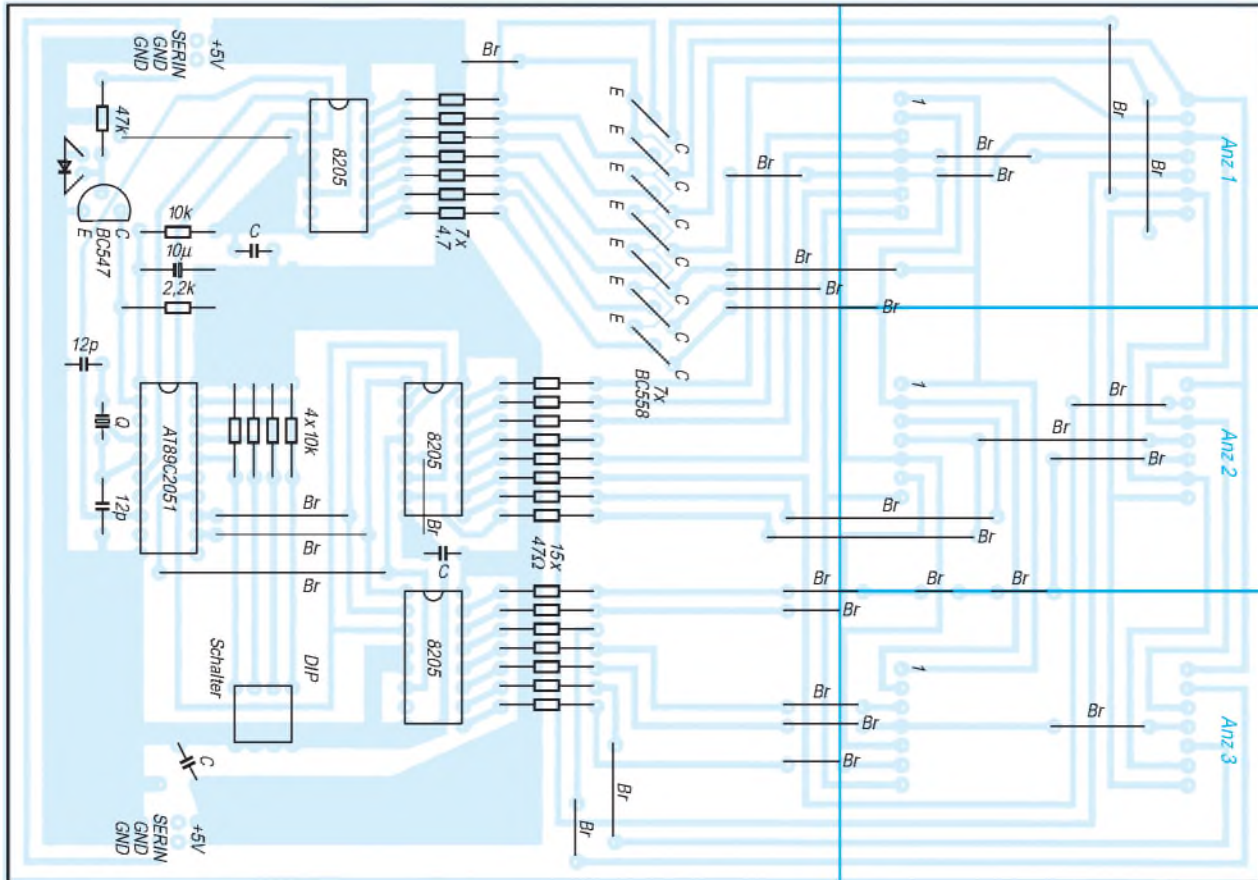 GND
GND
SERIN
+5V
Br
47k
8205
7x
4,7
E
C
E
C
E
C
E
C
E
C
E
C
E
C
7x
BC558
1
Br
Br
Br
Br
Br
Anz 1
C
E
BC547
10k
10µ
2,2k
C
Br
Br
Br
12p
Q
12p
AT89C2051
4x10k
8205
Br
C
15x
47Ω
1
Br
Br
Br
Anz 2
Br
Br
Br
Br
Br
Br
Br
Br
Br
Br
8205
Schalter
DIP
1
Br
Br
Br
Br
Anz 3
C
Br
Br
GND
GND
SERIN
+5V